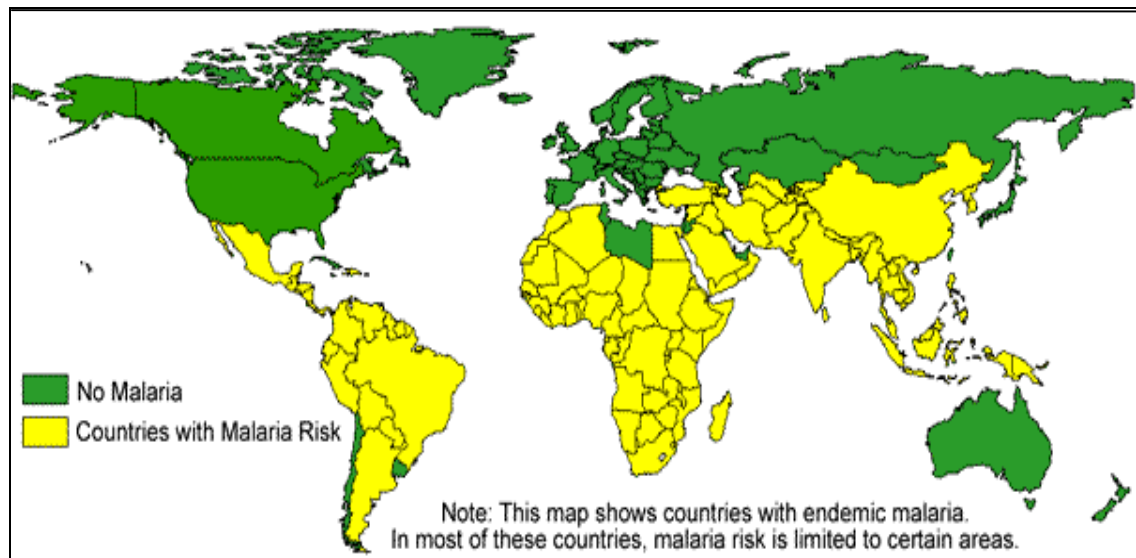 No Malaria
Countries with Malaria Risk
Note: This map shows countries with endemic malaria.
In most of these countries, malaria risk is limited to certain areas.